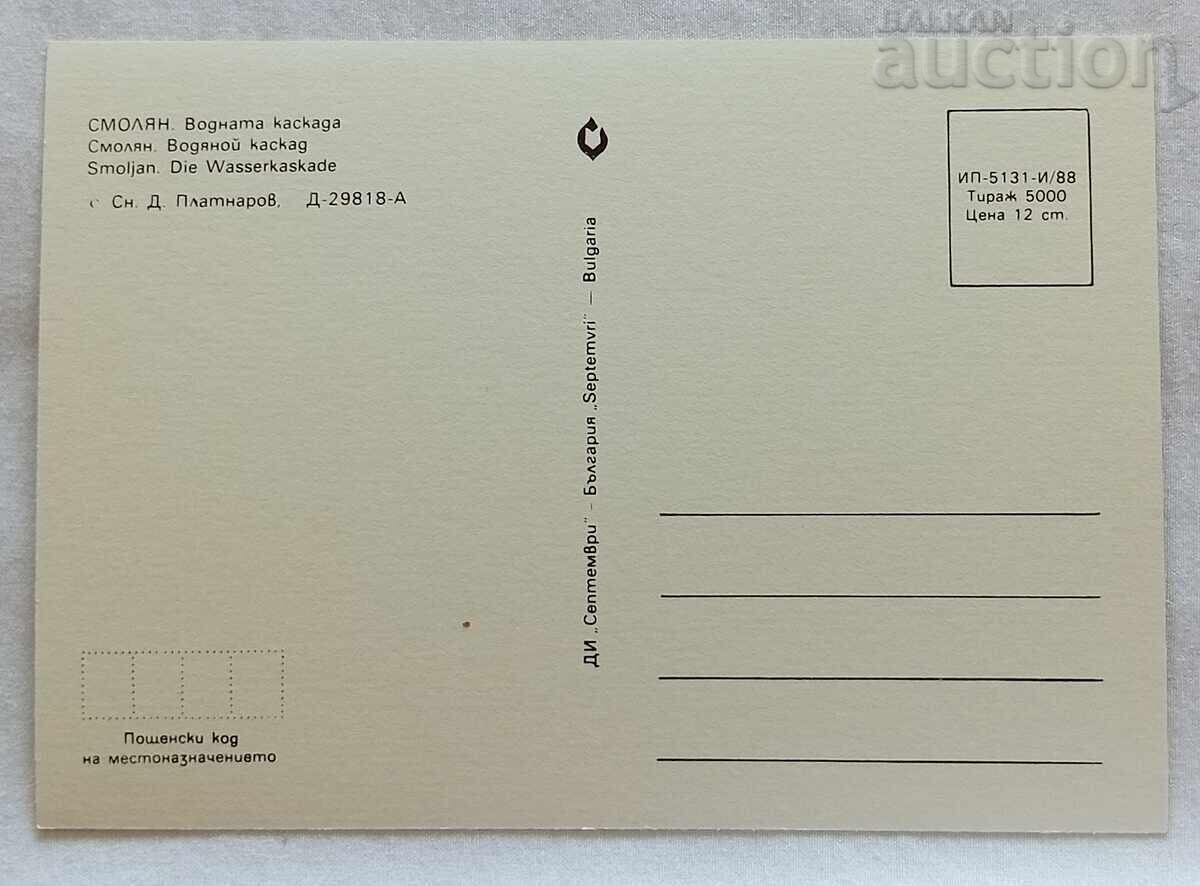 BALKAN
auction
СМОЛЯН. Водната каскада
Смолян. Водяной каскад
Smoljan. Die Wasserkaskade
с Сн. Д. Платнаров, Д-29818-А
ДИ „Септември" - България „Septemvri" — Bulgaria
ИП-5131-И/88
Тираж 5000
Цена 12 ст.
Пощенски код
на местоназначението